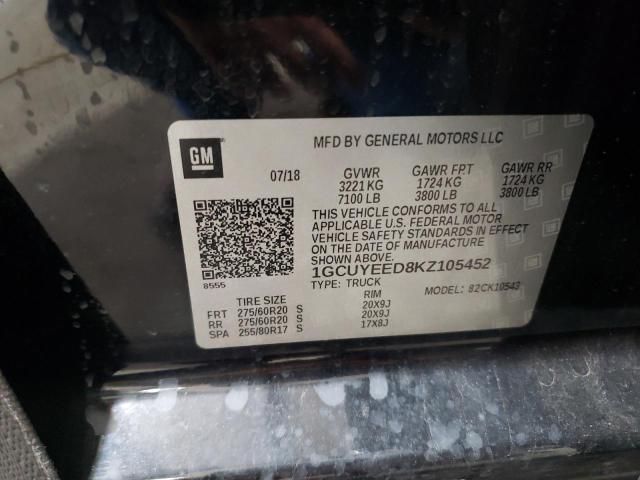 GM
MFD BY GENERAL MOTORS LLC
07/18 GVWR GAWR FRT GAWR RR
3221 KG 1724 KG 1724 KG
7100 LB 3800 LB 3800 LB
THIS VEHICLE CONFORMS TO ALL
APPLICABLE U.S. FEDERAL MOTOR
VEHICLE SAFETY STANDARDS IN EFFECT
ON THE DATE OF MANUFACTURE
SHOWN ABOVE.
8555
1GCUYEED8KZ105452
TYPE: TRUCK MODEL: 82CK10543
TIRE SIZE RIM
FRT 275/60R20 S 20X9J
RR 275/60R20 S 20X9J
SPA 255/80R17 S 17X8J